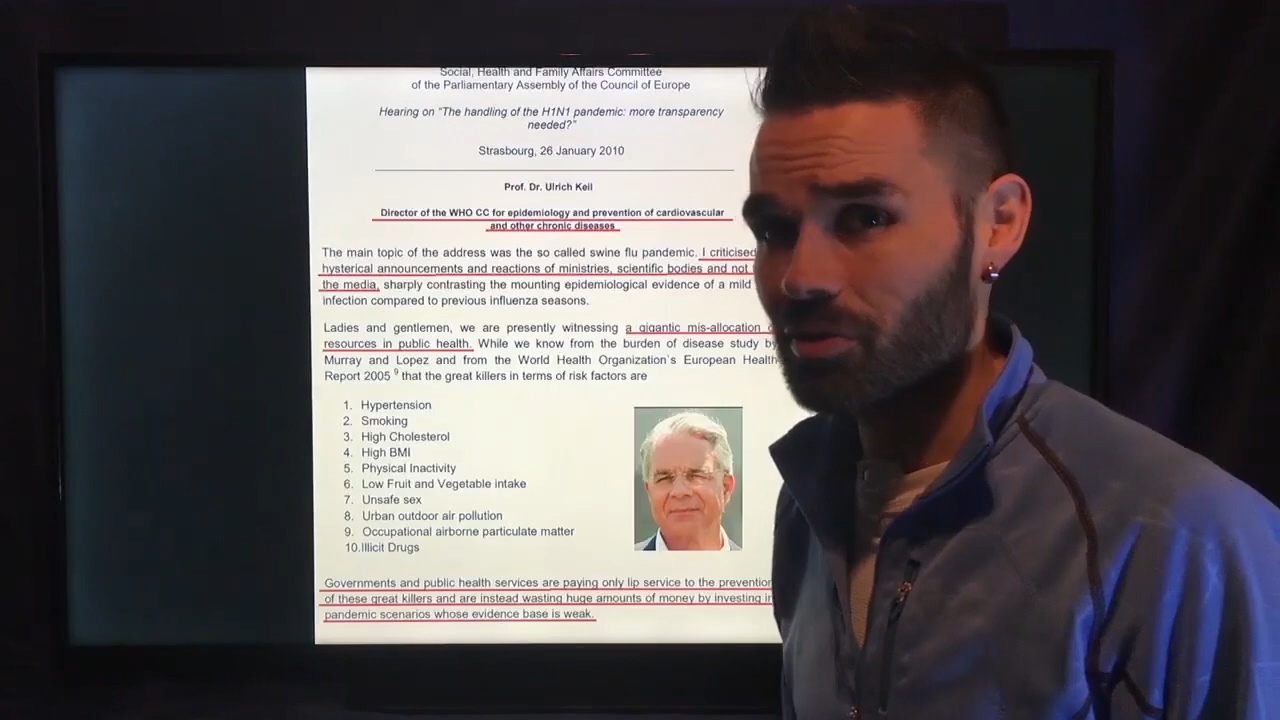 Social, Health and Family Affairs Committee
of the Parliamentary Assembly of the Council of Europe
Hearing on "The handling of the H1N1 pandemic: more transparency
needed?"
Strasbourg, 26 January 2010
Prof. Dr. Ulrich Keil
Director of the WHO CC for epidemiology and prevention of cardiovascular
and other chronic diseases
The main topic of the address was the so called swine flu pandemic. I criticised
hysterical announcements and reactions of ministries, scientific bodies and not
the media, sharply contrasting the mounting epidemiological evidence of a mild
infection compared to previous influenza seasons.
Ladies and gentlemen, we are presently witnessing a gigantic mis-allocation
resources in public health. While we know from the burden of disease study by
Murray and Lopez and from the World Health Organization`s European Health
Report 2005 9 that the great killers in terms of risk factors are
1. Hypertension
2. Smoking
3. High Cholesterol
4. High BMI
5. Physical Inactivity
6. Low Fruit and Vegetable intake
7. Unsafe sex
8. Urban outdoor air pollution
9. Occupational airborne particulate matter
10.Illicit Drugs
Governments and public health services are paying only lip service to the prevention
of these great killers and are instead wasting huge amounts of money by investing in
pandemic scenarios whose evidence base is weak.